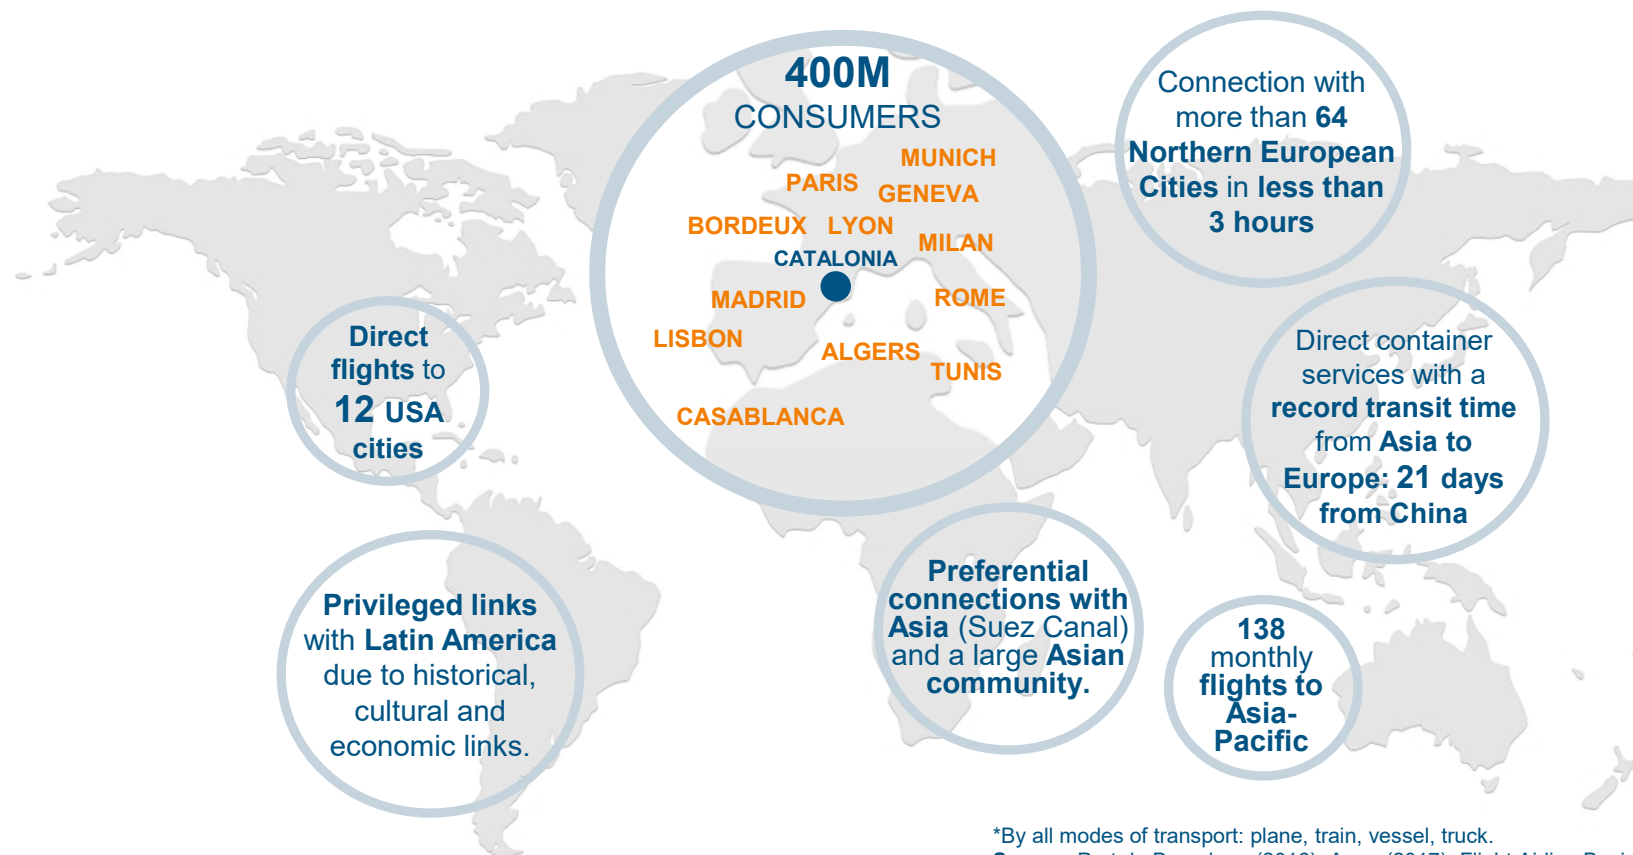 400M
CONSUMERS
MUNICH
PARIS
GENEVA
BORDEUX LYON
MILAN
CATALONIA
MADRID
ROME
LISBON
ALGERS
TUNIS
CASABLANCA
Connection with
more than 64
Northern European
Cities in less than
3 hours
Direct
flights to
12 USA
cities
Direct container
services with a
record transit time
from Asia to
Europe: 21 days
from China
Privileged links
with Latin America
due to historical,
cultural and
economic links.
Preferential
connections with
Asia (Suez Canal)
and a large Asian
community.
138
monthly
flights to
Asia-
Pacific
*By all modes of transport: plane, train, vessel, truck.